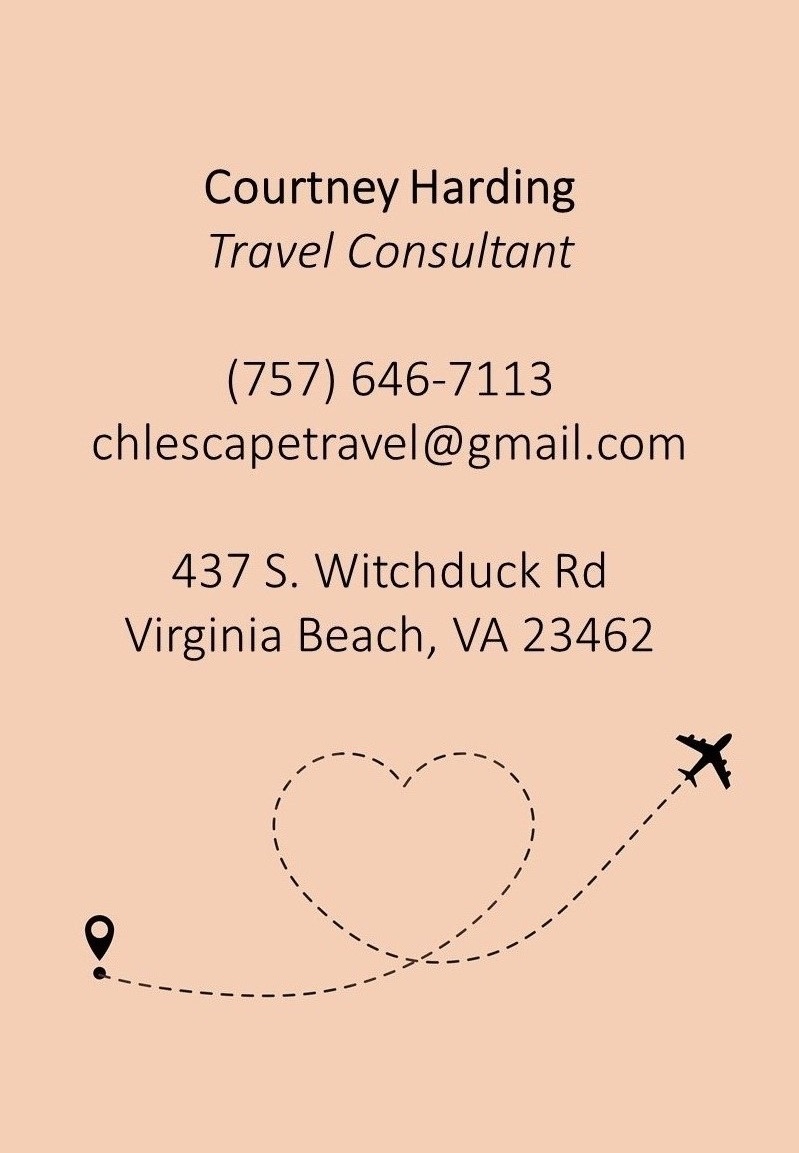 Courtney Harding
Travel Consultant
(757) 646-7113
chlescapetravel@gmail.com
437 S. Witchduck Rd
Virginia Beach, VA 23462